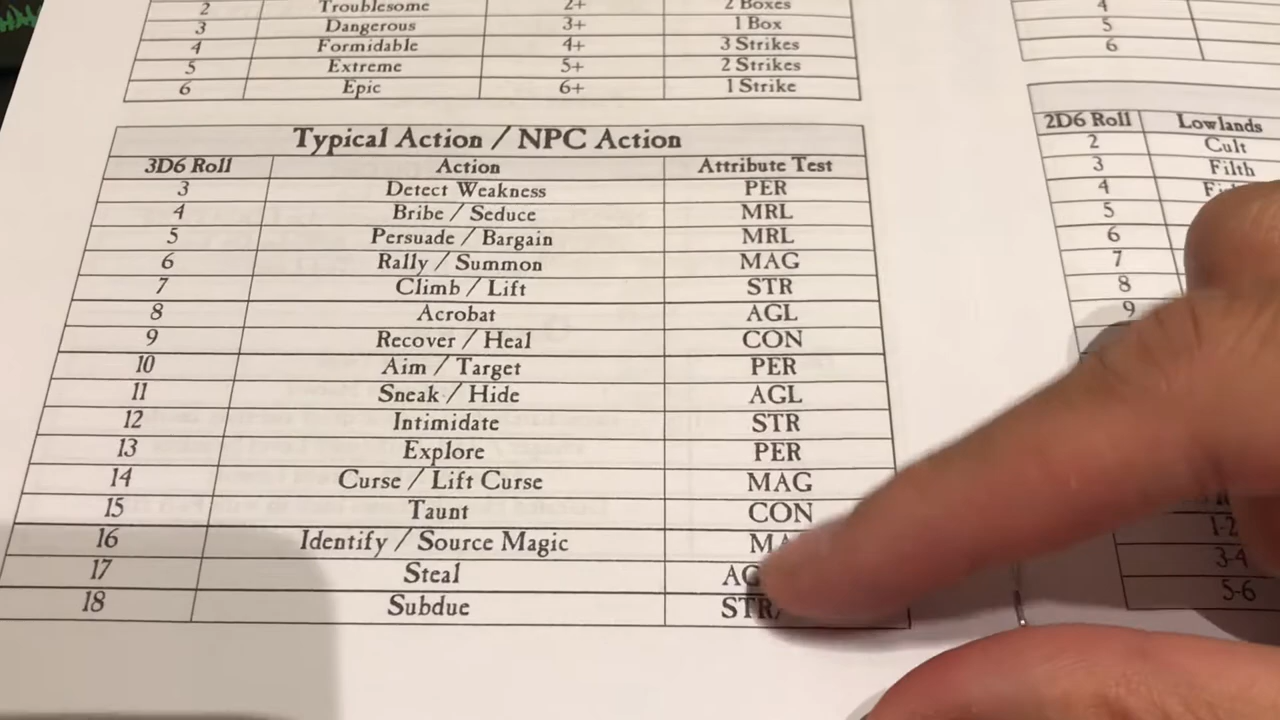 2 Troublesome 2+ 2 Boxes
3 Dangerous 3+ 1 Box
4 Formidable 4+ 3 Strikes
5 Extreme 5+ 2 Strikes
6 Epic 6+ 1 Strike
Typical Action / NPC Action
3D6 Roll Action Attribute Test
3 Detect Weakness PER
4 Bribe / Seduce MRL
5 Persuade / Bargain MRL
6 Rally / Summon MAG
7 Climb / Lift STR
8 Acrobat AGL
9 Recover / Heal CON
10 Aim / Target PER
11 Sneak / Hide AGL
12 Intimidate STR
13 Explore PER
14 Curse / Lift Curse MAG
15 Taunt CON
16 Identify / Source Magic
17 Steal
18 Subdue STR/
4
5
6
2D6 Roll Lowlands
2 Cult
3 Filth
4
5
6
7
8
9
1-2
3-4
5-6